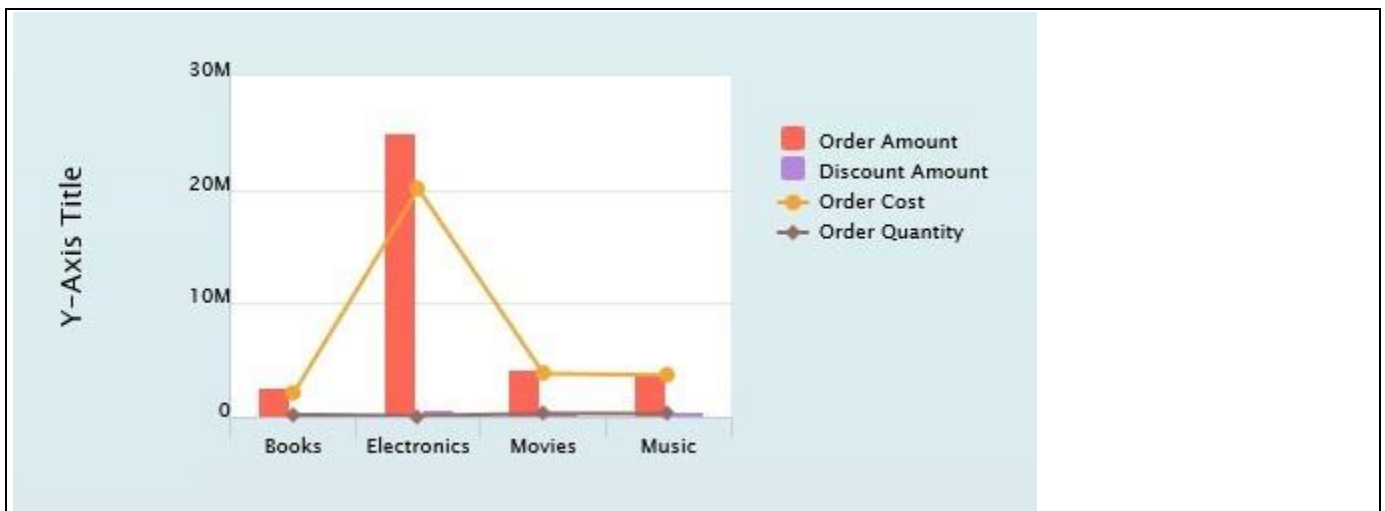 30M
20M
10M
0
Y-Axis Title
Books Electronics Movies Music
Order Amount
Discount Amount
Order Cost
Order Quantity